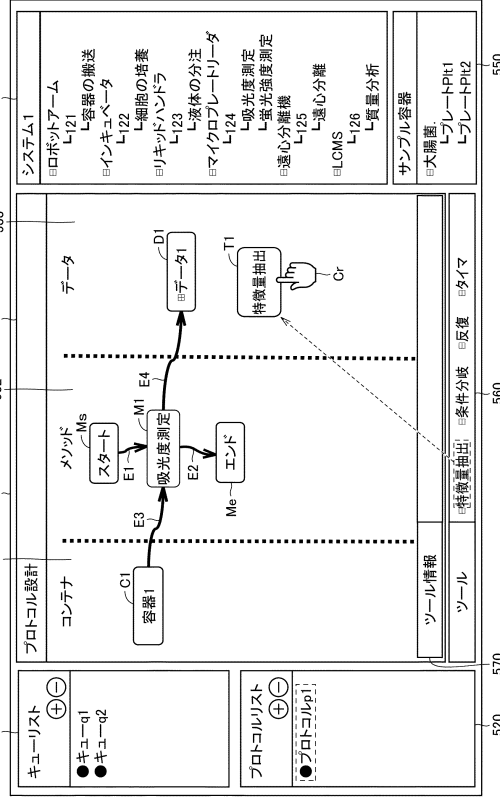 キューリスト
⊕⊖
●キューq1
●キューq2
プロトコルリスト
⊕⊖
●プロトコルp1
520
プロトコル設計
コンテナ
メソッド
データ
C1
容器1
Ms
スタート
E1
M1
吸光度測定
E2
E3
E4
エンド
Me
D1
⊞データ1
T1
特徴量抽出
Cr
ツール情報
570
ツール
⊟特徴量抽出 ⊟条件分岐 ⊟反復 ⊟タイマ
560
システム1
⊟ロボットアーム
┗121
┗容器の搬送
⊟インキュベータ
┗122
┗細胞の培養
⊟リキッドハンドラ
┗123
┗液体の分注
⊟マイクロプレートリーダ
┗124
┗吸光度測定
┗蛍光強度測定
⊟遠心分離機
┗125
┗遠心分離
⊟LCMS
┗126
┗質量分析
サンプル容器
⊟大腸菌.
┗プレートPlt1
┗プレートPlt2
550